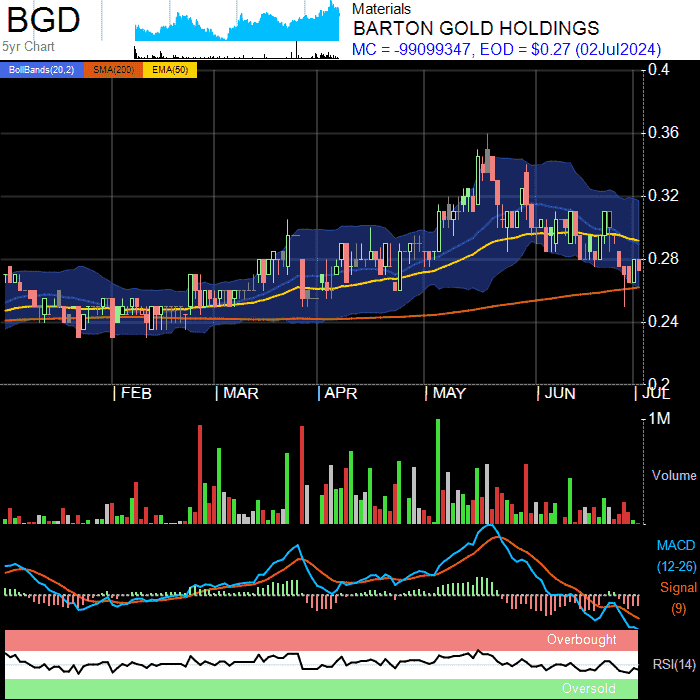 BGD
5yr Chart
Materials
BARTON GOLD HOLDINGS
MC = -99099347, EOD = $0.27 (02Jul2024)
BollBands(20,2) SMA(200) EMA(50)
0.4
0.36
0.32
0.28
0.24
0.2
FEB MAR APR MAY JUN JUL
1M
Volume
MACD
(12-26)
Signal
(9)
Overbought
RSI(14)
Oversold